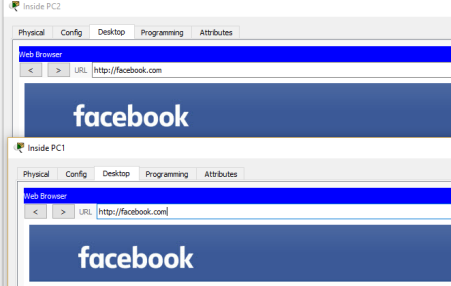 Inside PC2
Physical Config Desktop Programming Attributes
Web Browser
< > URL http://facebook.com
facebook
Inside PC1
Physical Config Desktop Programming Attributes
Web Browser
< > URL http://facebook.com
facebook